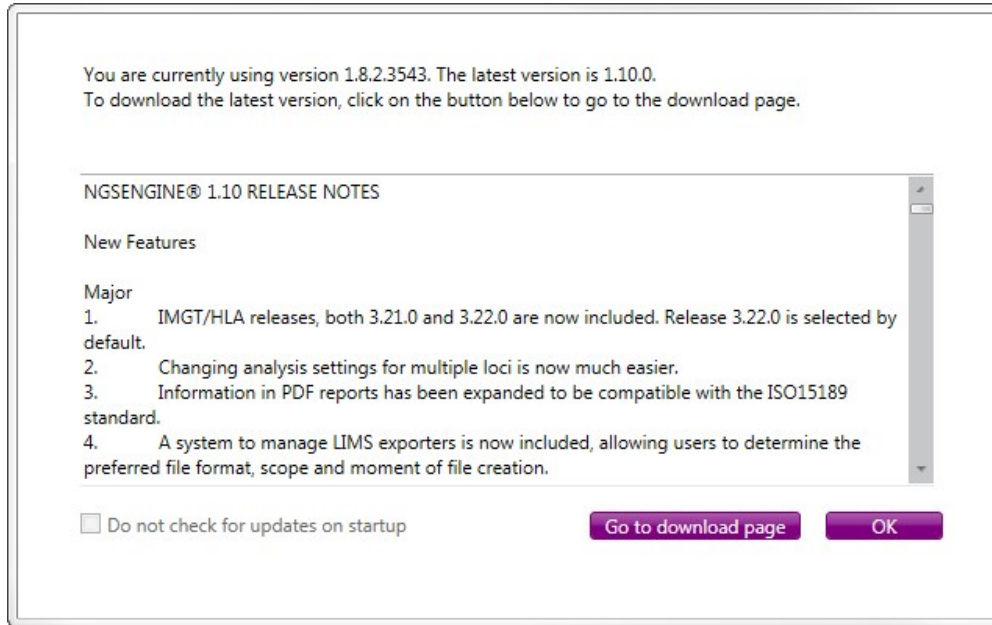 You are currently using version 1.8.2.3543. The latest version is 1.10.0.
To download the latest version, click on the button below to go to the download page.
NGSENGINE® 1.10 RELEASE NOTES
New Features
Major
1. IMGT/HLA releases, both 3.21.0 and 3.22.0 are now included. Release 3.22.0 is selected by
default.
2. Changing analysis settings for multiple loci is now much easier.
3. Information in PDF reports has been expanded to be compatible with the ISO15189
standard.
4. A system to manage LIMS exporters is now included, allowing users to determine the
preferred file format, scope and moment of file creation.
Do not check for updates on startup
Go to download page
OK